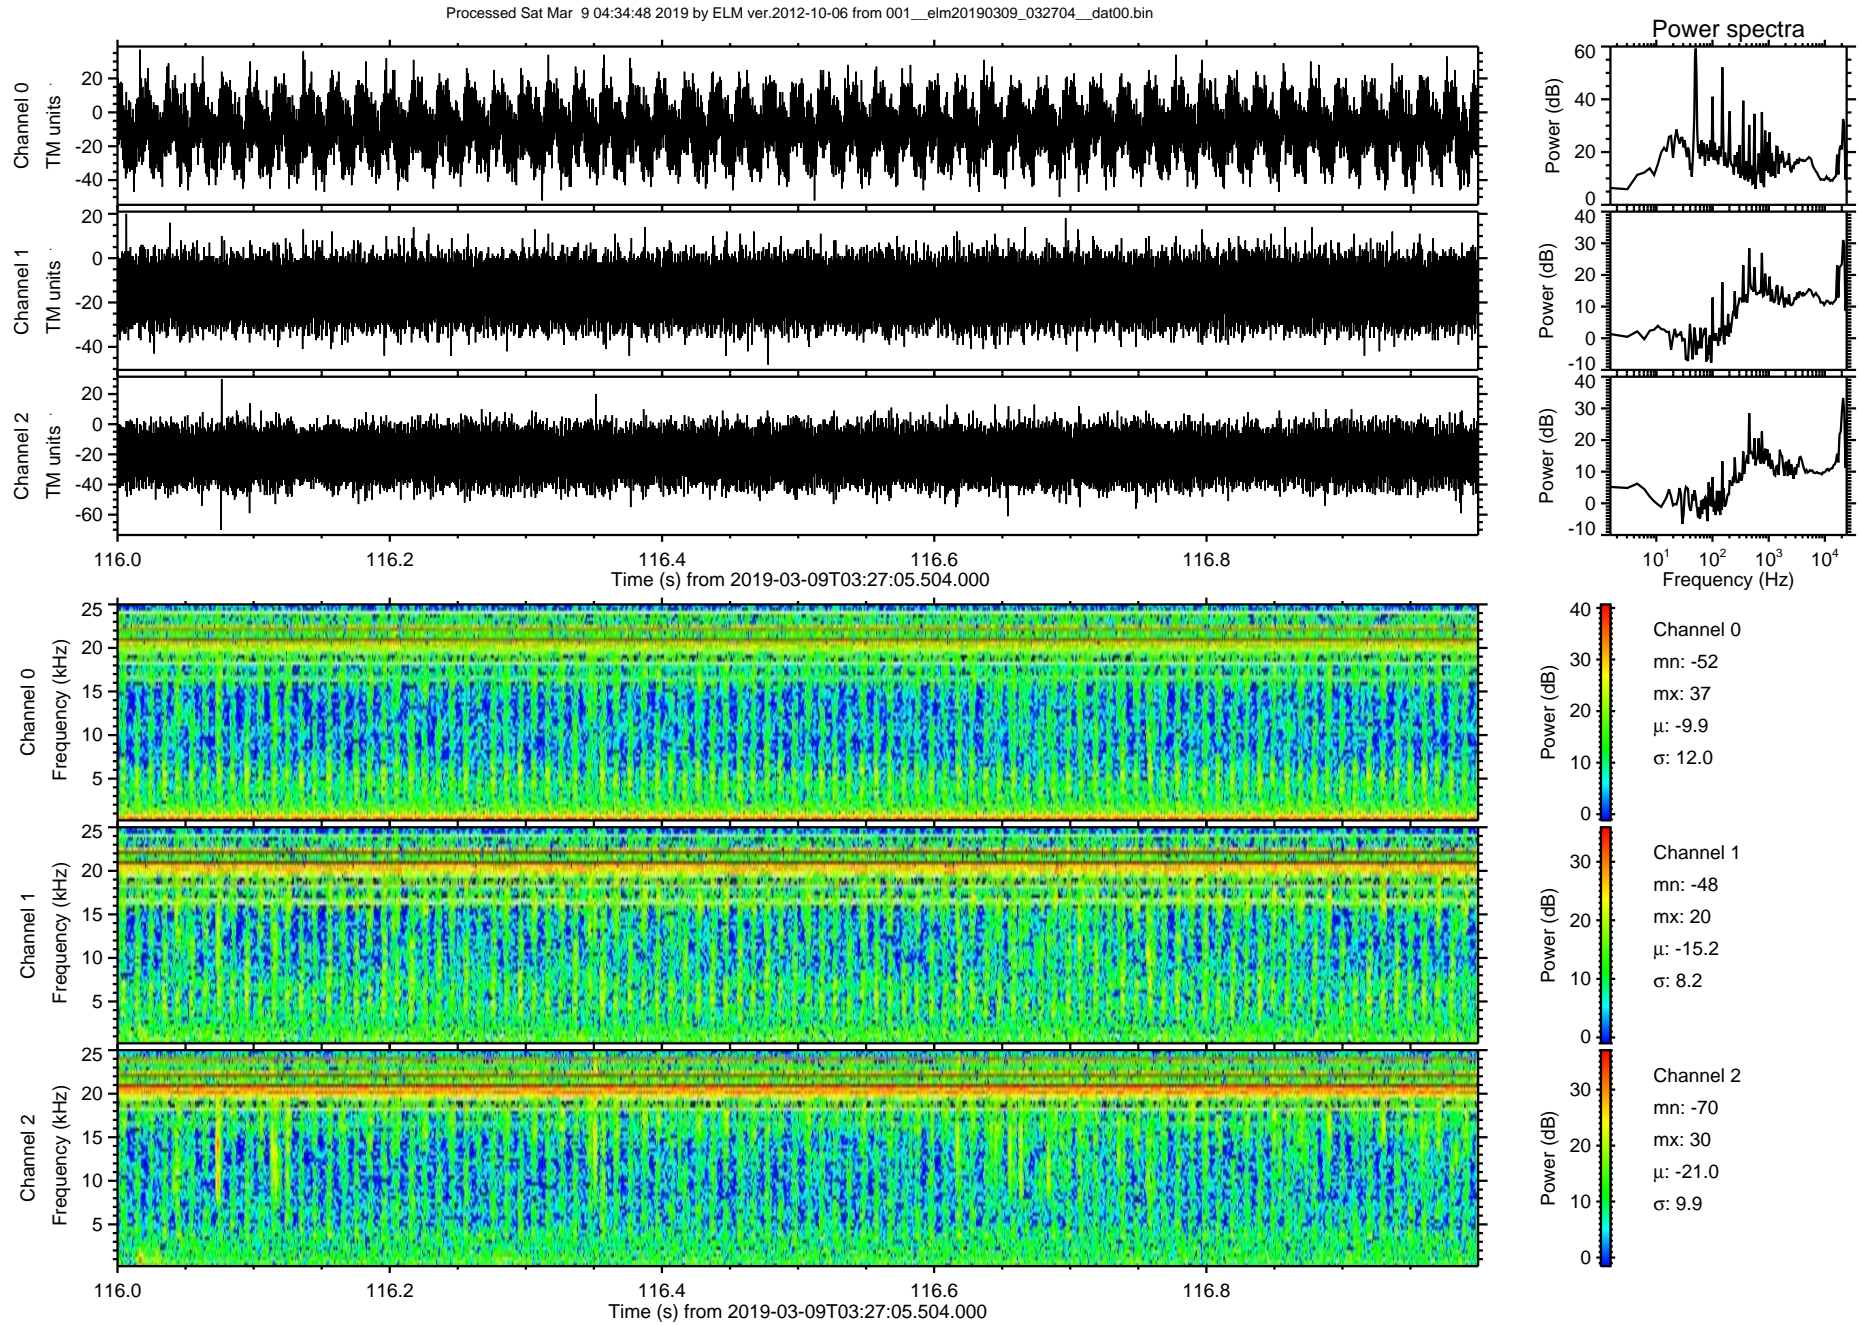 Processed Sat Mar  9 04:34:48 2019 by ELM ver.2012-10-06 from 001__elm20190309_032704__dat00.bin
Power spectra
Channel 0
TM units
20
0
-20
-40
Power (dB)
60
40
20
0
Channel 1
TM units
20
0
-20
-40
Power (dB)
40
30
20
10
0
-10
Channel 2
TM units
20
0
-20
-40
-60
Power (dB)
40
30
20
10
0
-10
116.0 116.2 116.4 116.6 116.8
Time (s) from 2019-03-09T03:27:05.504.000
10¹ 10² 10³ 10⁴
Frequency (Hz)
Channel 0
Frequency (kHz)
25
20
15
10
5
Power (dB)
40
30
20
10
0
Channel 0
mn: -52
mx: 37
μ: -9.9
σ: 12.0
Channel 1
Frequency (kHz)
25
20
15
10
5
Power (dB)
30
20
10
0
Channel 1
mn: -48
mx: 20
μ: -15.2
σ: 8.2
Channel 2
Frequency (kHz)
25
20
15
10
5
Power (dB)
30
20
10
0
Channel 2
mn: -70
mx: 30
μ: -21.0
σ: 9.9
116.0 116.2 116.4 116.6 116.8
Time (s) from 2019-03-09T03:27:05.504.000